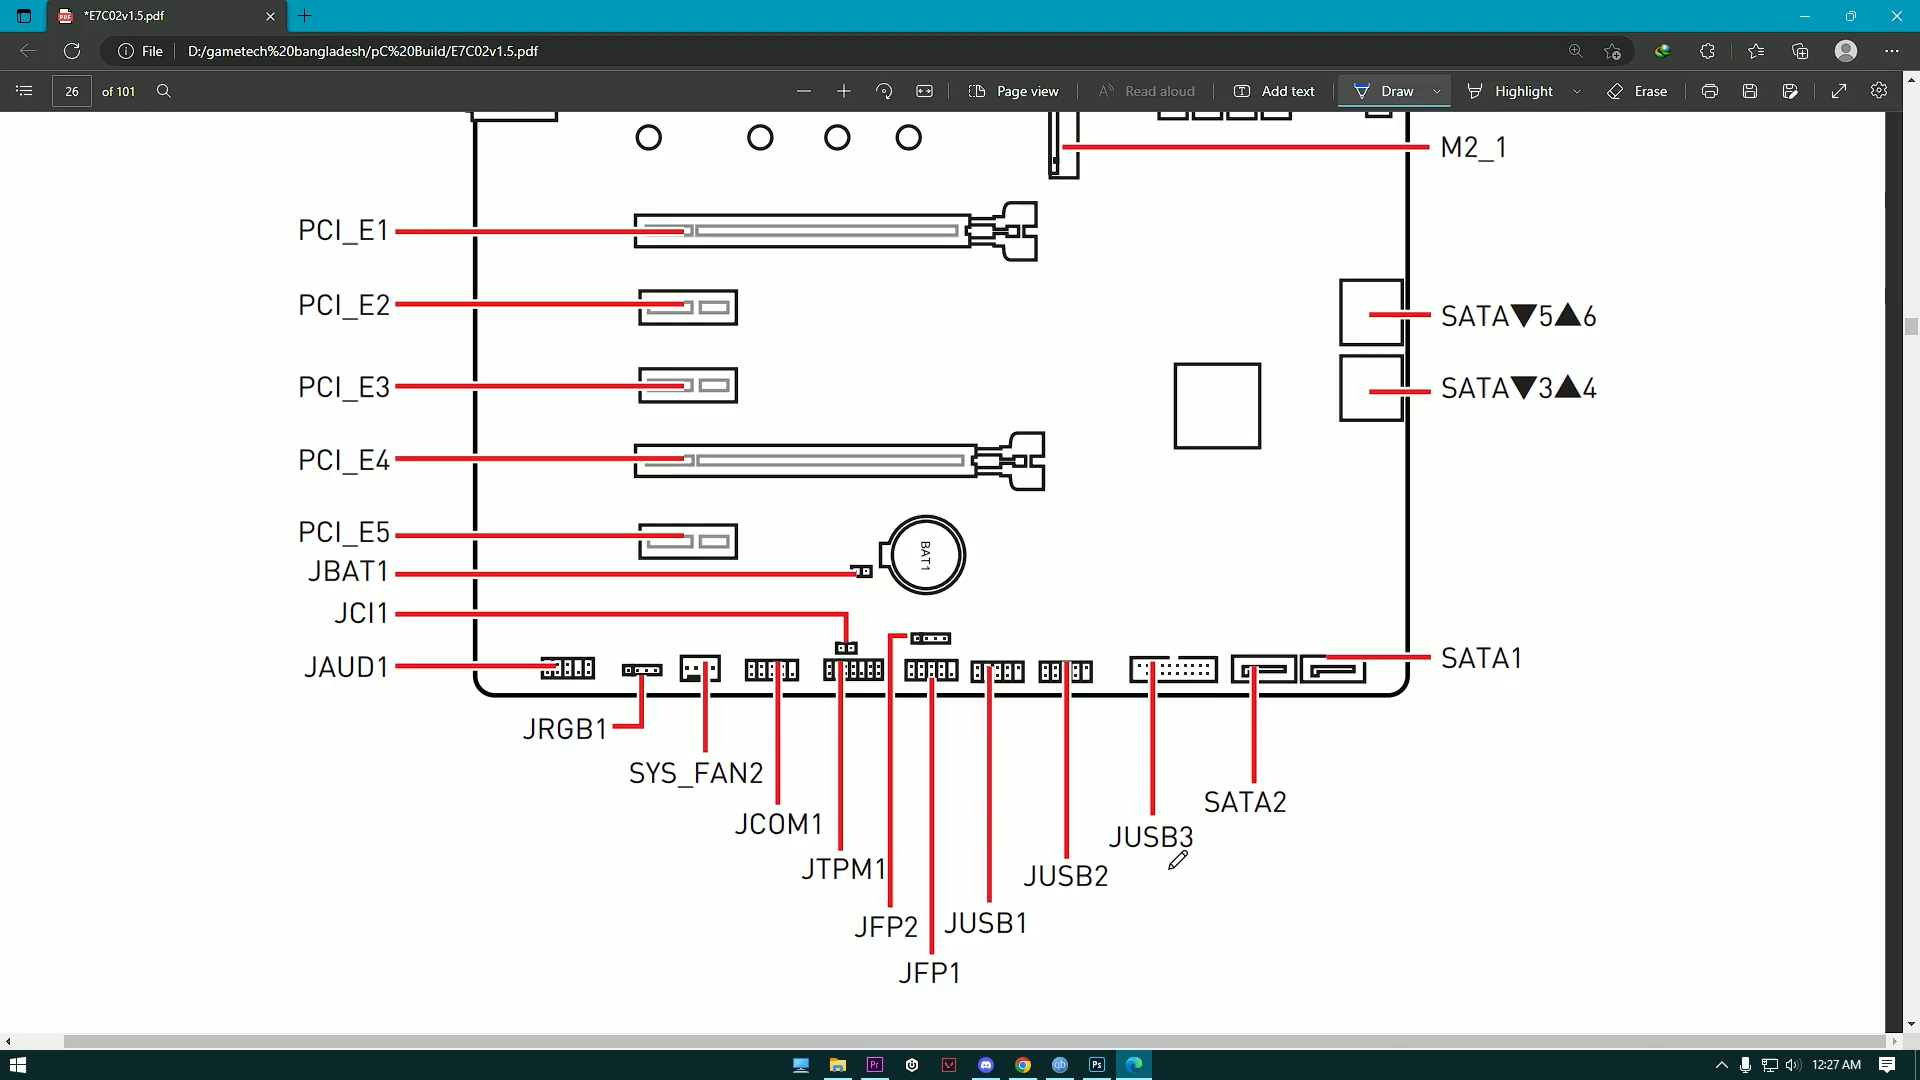 *E7C02v1.5.pdf
File
D:/gametech%20bangladesh/pC%20Build/E7C02v1.5.pdf
26 of 101
Page view
Read aloud
Add text
Draw
Highlight
Erase
M2_1
PCI_E1
PCI_E2
SATA▼5▲6
PCI_E3
SATA▼3▲4
PCI_E4
PCI_E5
BAT1
JBAT1
JCI1
JAUD1
SATA1
JRGB1
SYS_FAN2
SATA2
JCOM1
JUSB3
JTPM1
JUSB2
JFP2
JUSB1
JFP1
12:27 AM